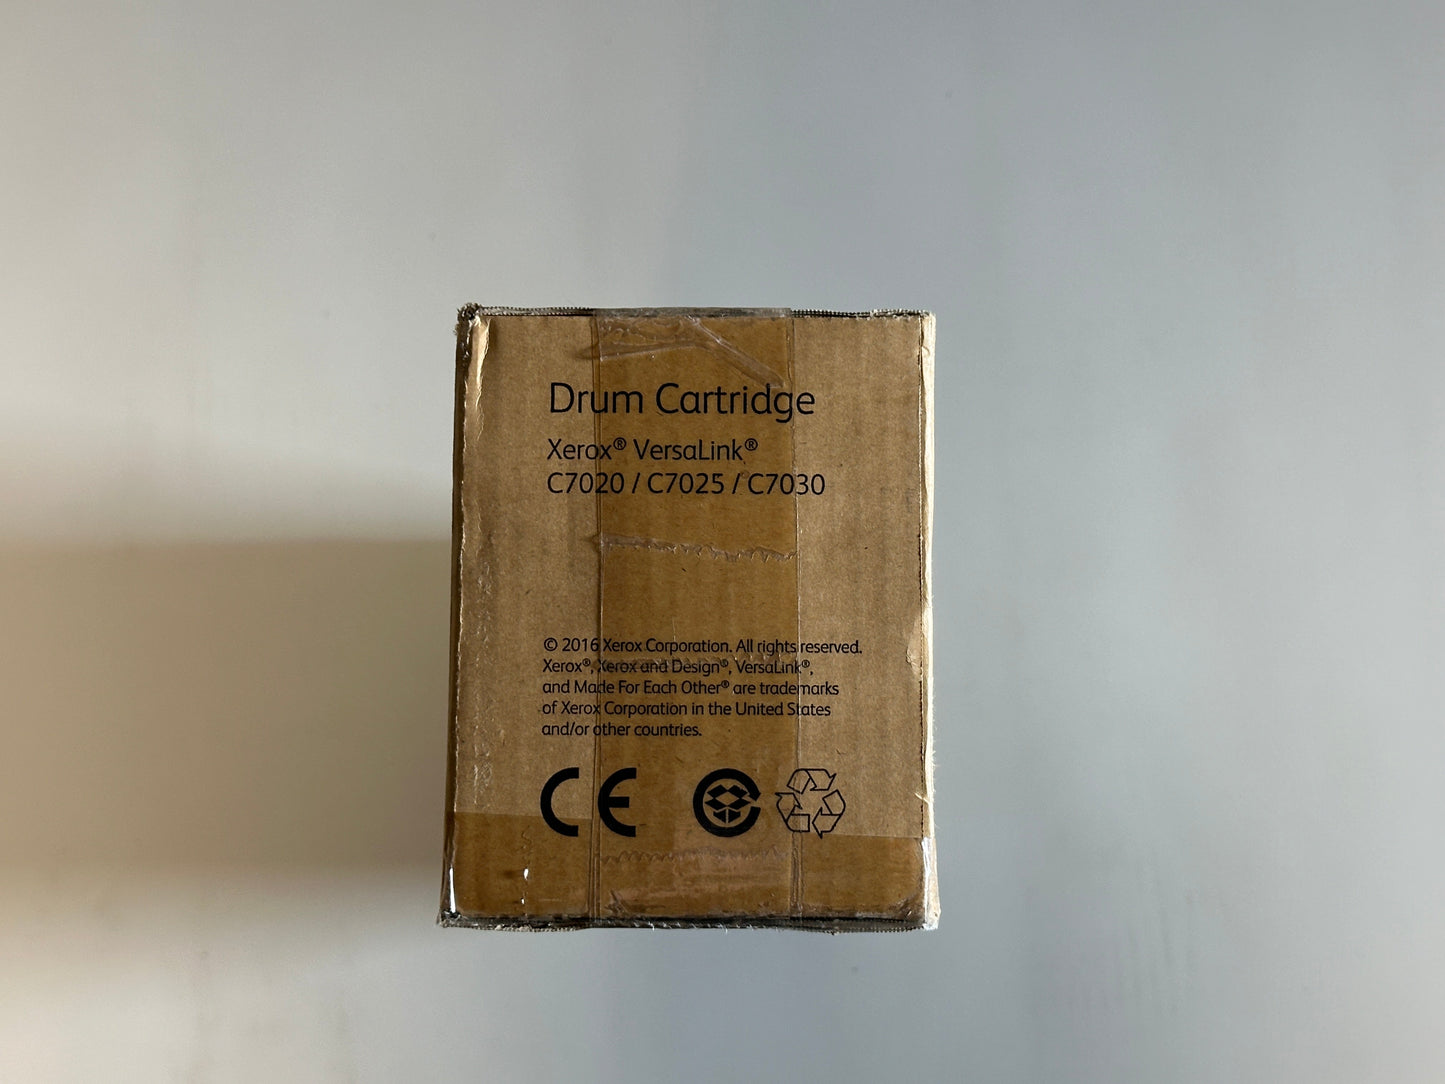 Drum Cartridge
Xerox® VersaLink®
C7020 / C7025 / C7030
© 2016 Xerox Corporation. All rights reserved.
Xerox®, Xerox and Design®, VersaLink®,
and Made For Each Other® are trademarks
of Xerox Corporation in the United States
and/or other countries.
CE